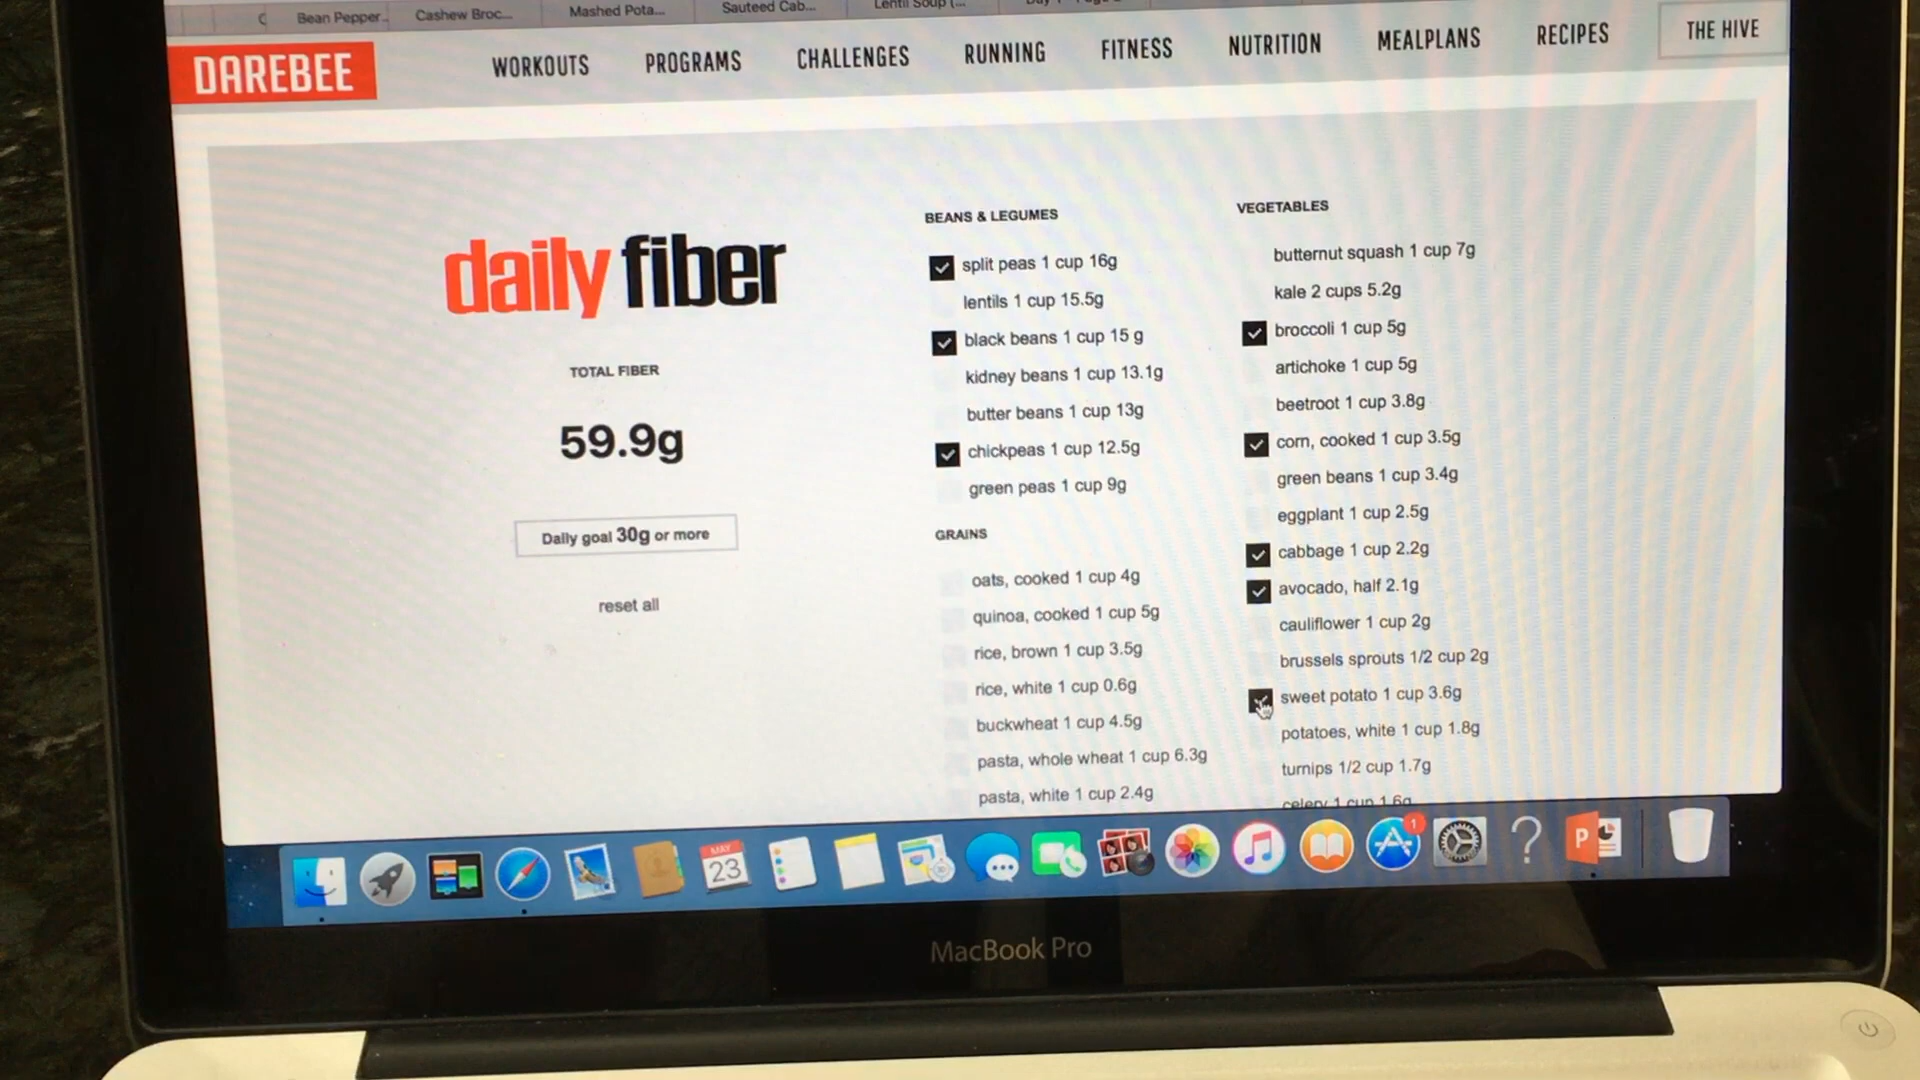 Bean Pepper...
Cashew Broc...
Mashed Pota...
Sauteed Cab...
Lentil Soup (...
DAREBEE
WORKOUTS
PROGRAMS
CHALLENGES
RUNNING
FITNESS
NUTRITION
MEALPLANS
RECIPES
THE HIVE
daily fiber
TOTAL FIBER
59.9g
Daily goal 30g or more
reset all
BEANS & LEGUMES
split peas 1 cup 16g
lentils 1 cup 15.5g
black beans 1 cup 15 g
kidney beans 1 cup 13.1g
butter beans 1 cup 13g
chickpeas 1 cup 12.5g
green peas 1 cup 9g
GRAINS
oats, cooked 1 cup 4g
quinoa, cooked 1 cup 5g
rice, brown 1 cup 3.5g
rice, white 1 cup 0.6g
buckwheat 1 cup 4.5g
pasta, whole wheat 1 cup 6.3g
pasta, white 1 cup 2.4g
VEGETABLES
butternut squash 1 cup 7g
kale 2 cups 5.2g
broccoli 1 cup 5g
artichoke 1 cup 5g
beetroot 1 cup 3.8g
corn, cooked 1 cup 3.5g
green beans 1 cup 3.4g
eggplant 1 cup 2.5g
cabbage 1 cup 2.2g
avocado, half 2.1g
cauliflower 1 cup 2g
brussels sprouts 1/2 cup 2g
sweet potato 1 cup 3.6g
potatoes, white 1 cup 1.8g
turnips 1/2 cup 1.7g
celery 1 cup 1.6g
MAY
23
1
?
P
MacBook Pro